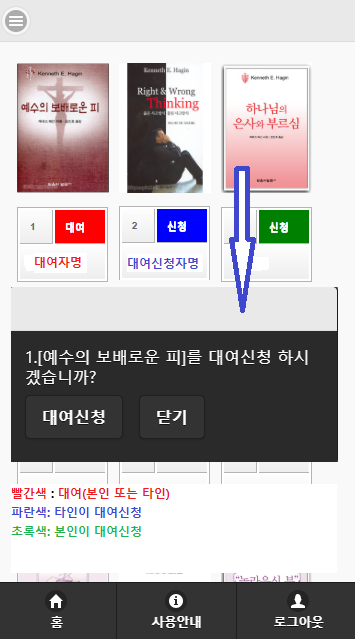 Kenneth E. Hagin
예수의 보배로운 피
Kenneth E. Hagin
Right & Wrong
Thinking
Kenneth E. Hagin
하나님의
은사와 부르심
1 대여
2 신청
신청
대여자명
대여신청자명
1.[예수의 보배로운 피]를 대여신청 하시
겠습니까?
대여신청 닫기
빨간색 : 대여(본인 또는 타인)
파란색: 타인이 대여신청
초록색: 본인이 대여신청
홈
사용안내
로그아웃